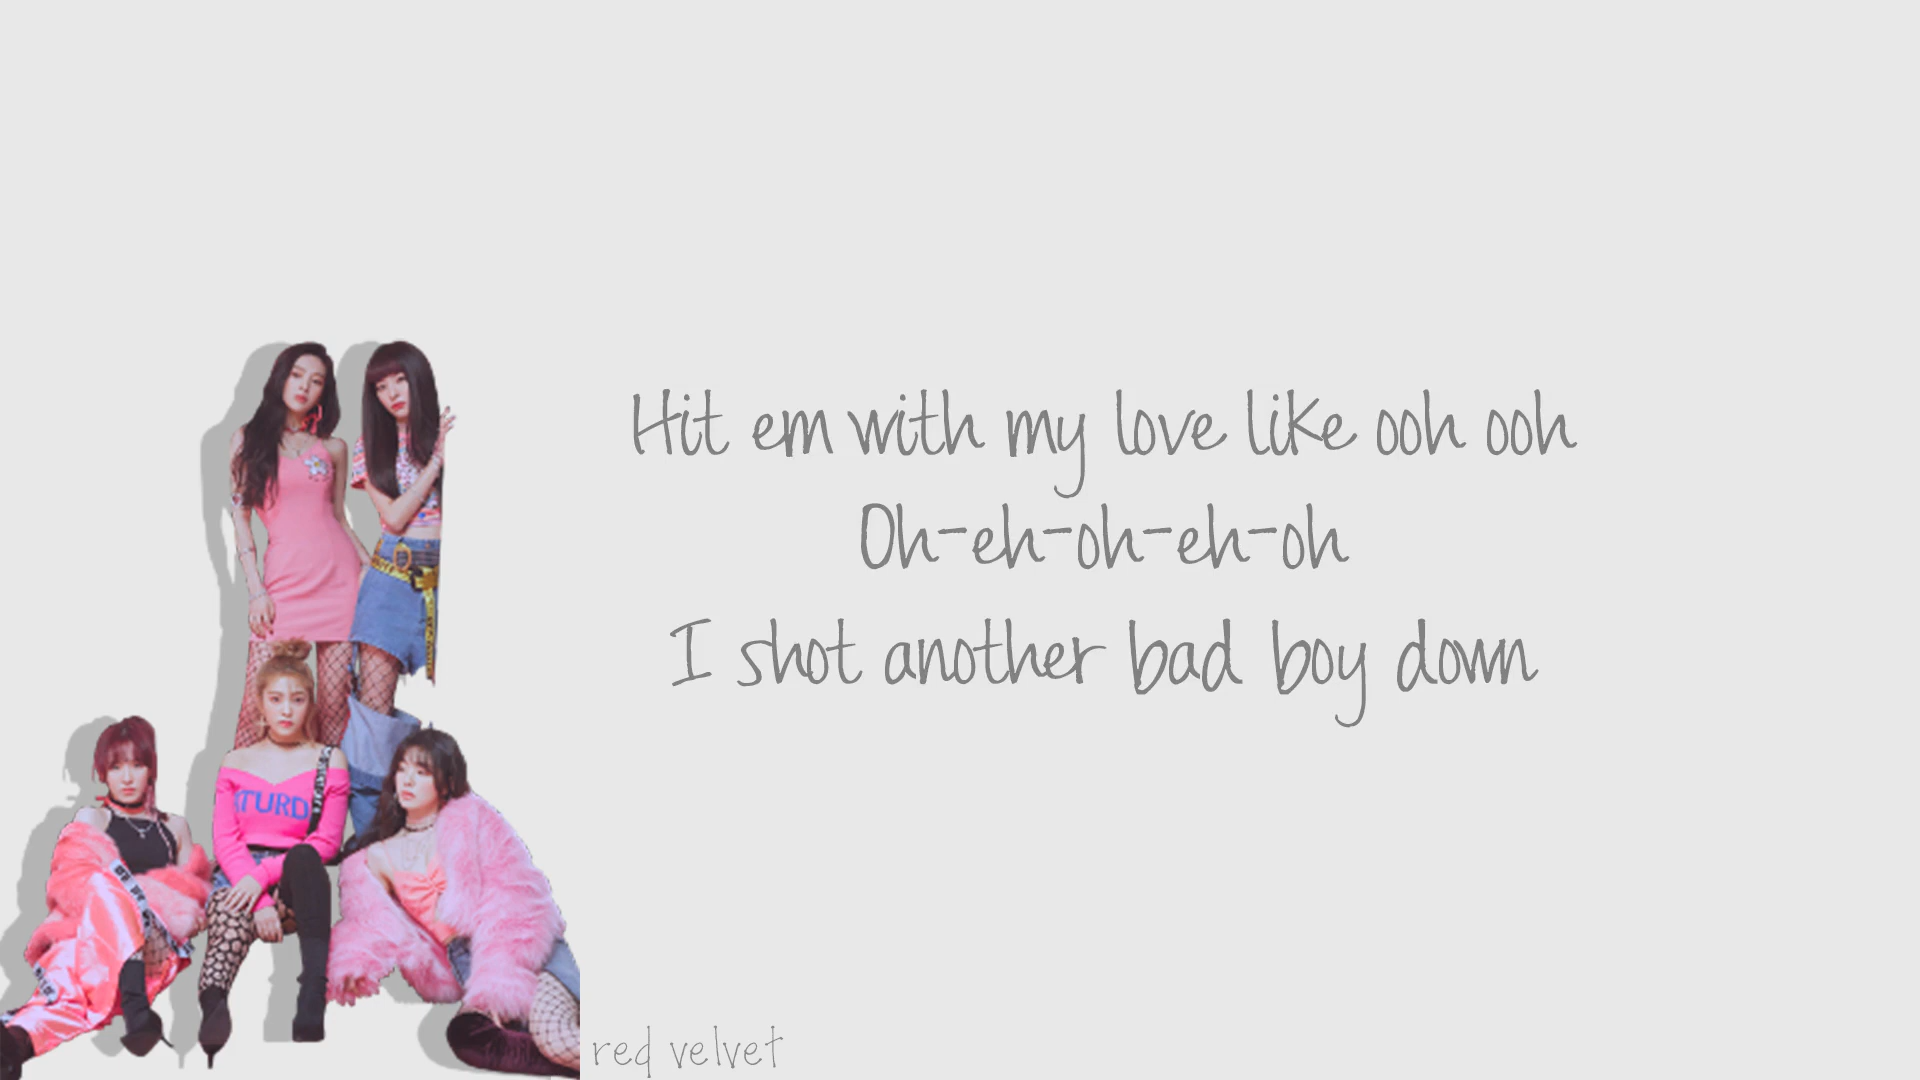 Hit em with my love like ooh ooh
Oh-eh-oh-eh-oh
I shot another bad boy down
TURD
red velvet